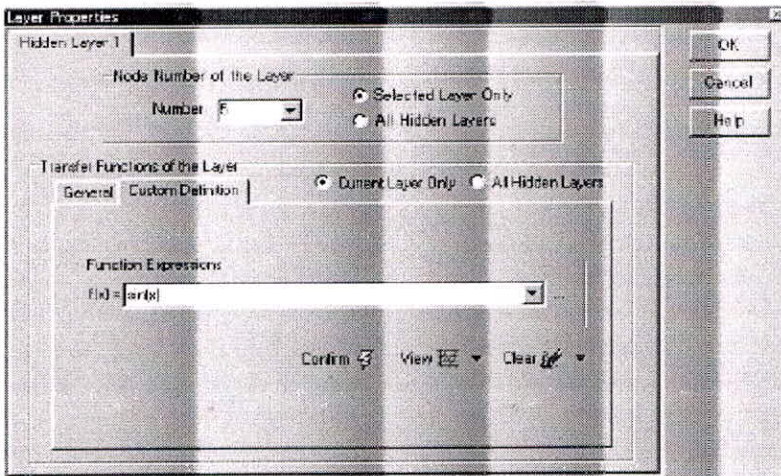 Layer Properties
Hidden Layer 1
OK
Node Number of the Layer
Cancel
Selected Layer Only
Number
All Hidden Layers
Help
Transfer Functions of the Layer
Current Layer Only
All Hidden Layers
General
Custom Definition
Function Expressions
f(x) = sin(x)
...
Confirm
View
Clear